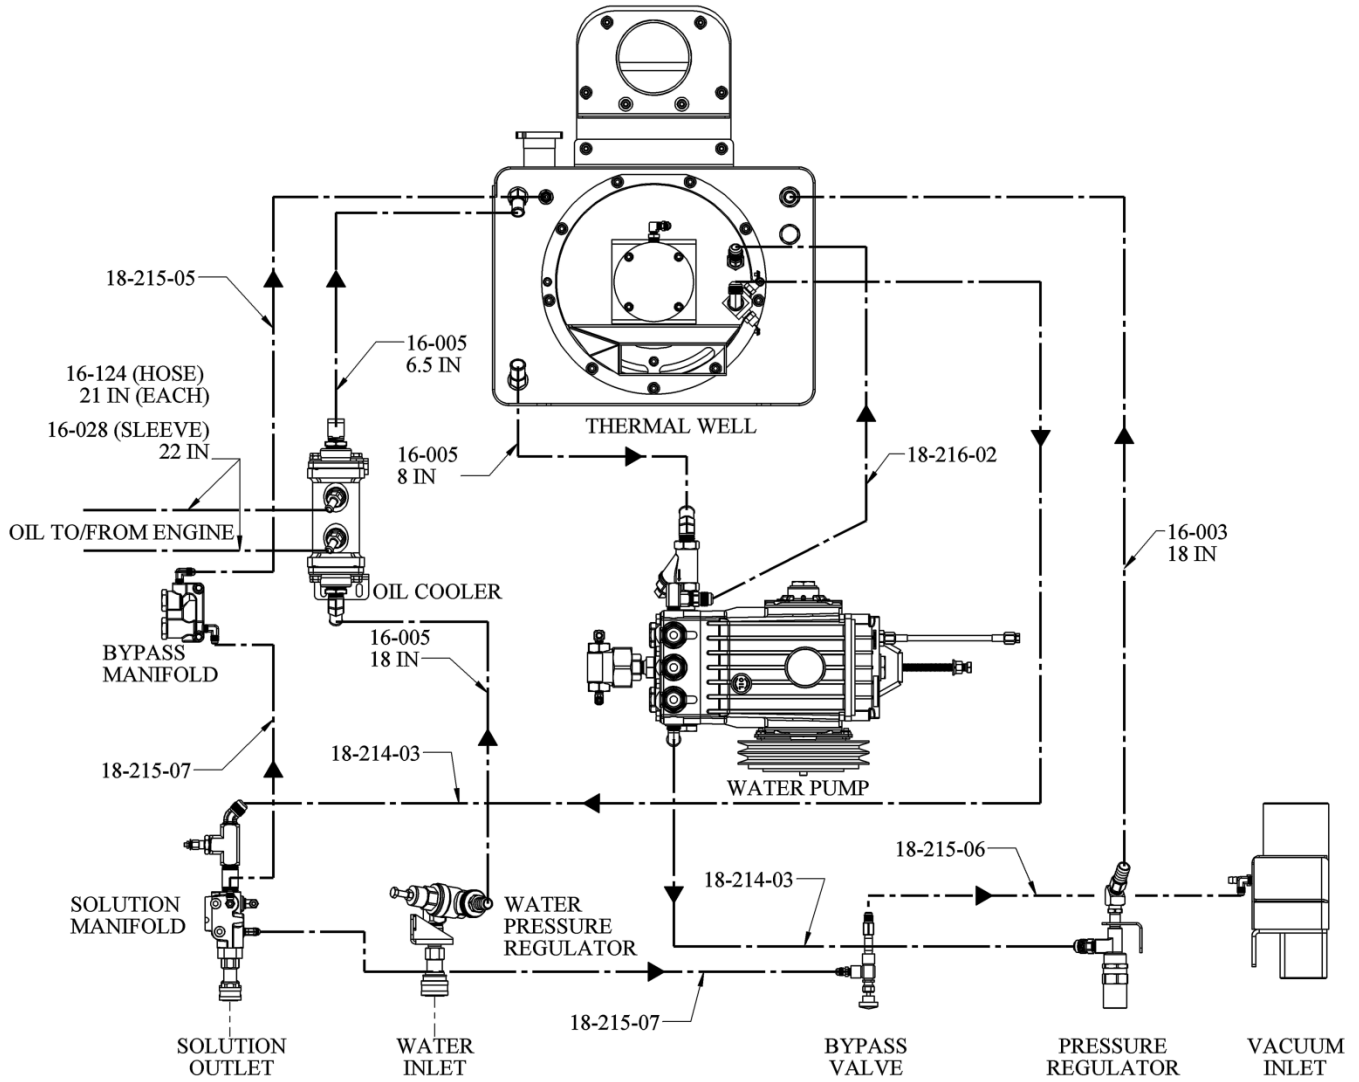 18-215-05
16-005
6.5 IN
16-124 (HOSE)
21 IN (EACH)
16-028 (SLEEVE)
22 IN
THERMAL WELL
16-005
8 IN
18-216-02
OIL TO/FROM ENGINE
16-003
18 IN
OIL COOLER
16-005
18 IN
BYPASS
MANIFOLD
18-215-07
18-214-03
WATER PUMP
18-215-06
18-214-03
SOLUTION
MANIFOLD
WATER
PRESSURE
REGULATOR
18-215-07
SOLUTION
OUTLET
WATER
INLET
BYPASS
VALVE
PRESSURE
REGULATOR
VACUUM
INLET